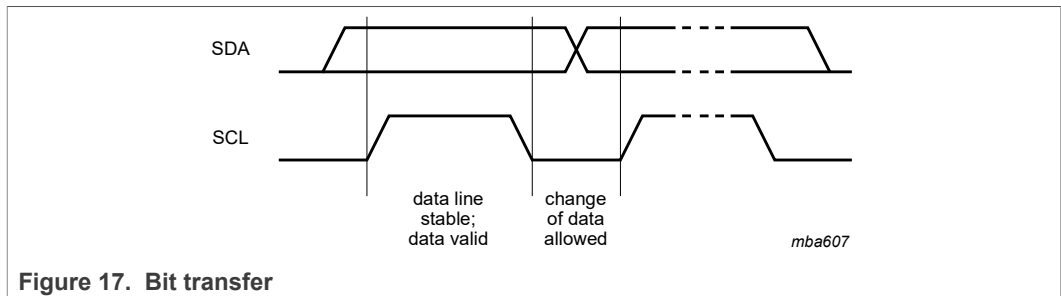 SDA
SCL
data line
stable;
data valid
change
of data
allowed
mba607
Figure 17. Bit transfer